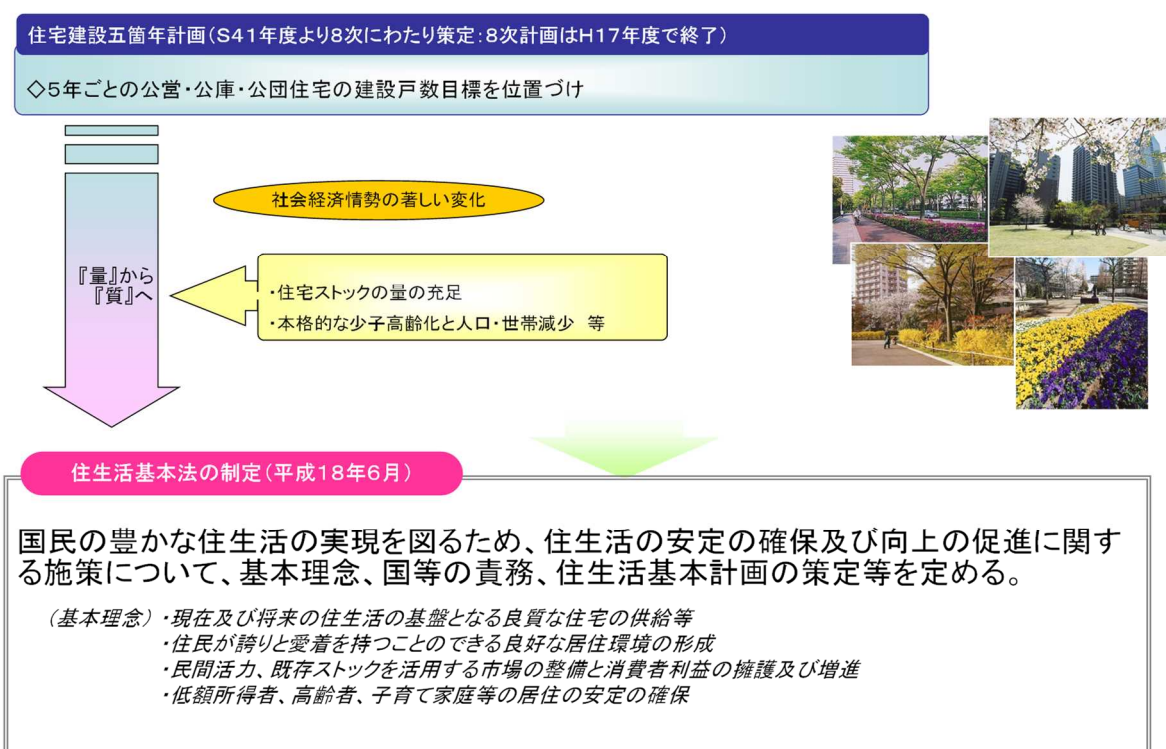 住宅建設五箇年計画（S41年度より8次にわたり策定：8次計画はH17年度で終了）
◇5年ごとの公営・公庫・公団住宅の建設戸数目標を位置づけ
社会経済情勢の著しい変化
『量』から
『質』へ
・住宅ストックの量の充足
・本格的な少子高齢化と人口・世帯減少　等
住生活基本法の制定（平成18年6月）
国民の豊かな住生活の実現を図るため、住生活の安定の確保及び向上の促進に関す
る施策について、基本理念、国等の責務、住生活基本計画の策定等を定める。
（基本理念）・現在及び将来の住生活の基盤となる良質な住宅の供給等
・住民が誇りと愛着を持つことのできる良好な居住環境の形成
・民間活力、既存ストックを活用する市場の整備と消費者利益の擁護及び増進
・低額所得者、高齢者、子育て家庭等の居住の安定の確保